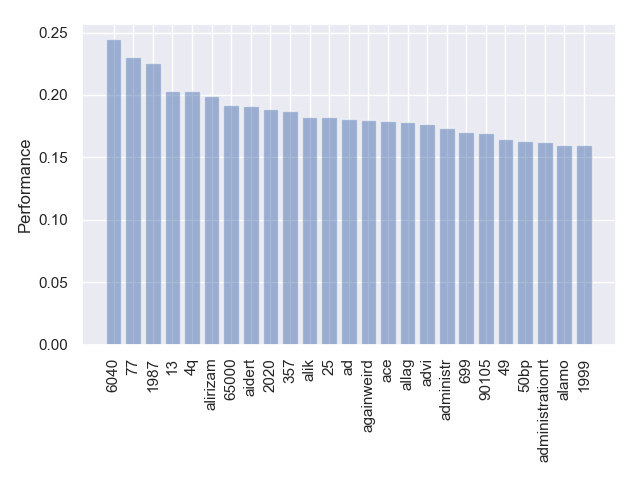 0.25
0.20
0.15
0.10
0.05
0.00
Performance
6040
77
1987
13
4q
alirizam
65000
aidert
2020
357
alik
25
ad
againweird
ace
allag
advi
administr
699
90105
49
50bp
administrationrt
alamo
1999